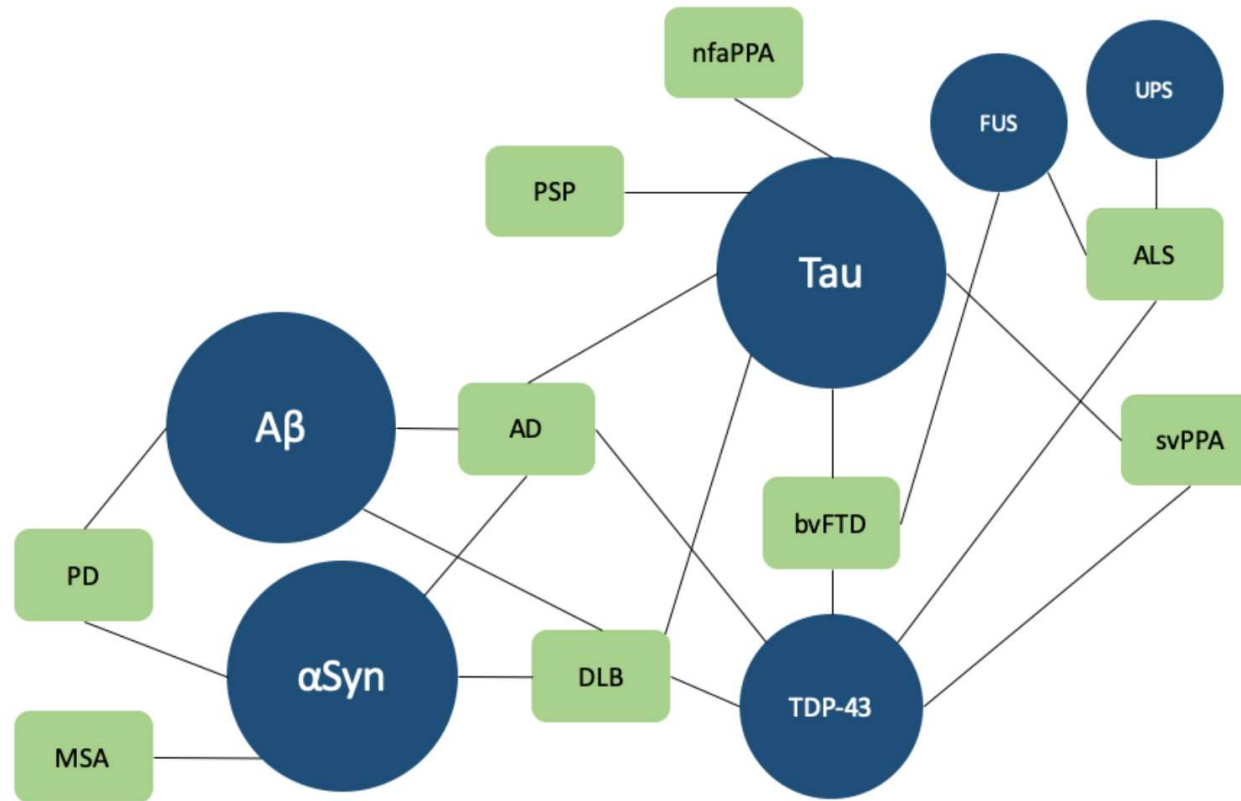 nfaPPA
UPS
FUS
PSP
ALS
Tau
Aβ
AD
svPPA
bvFTD
PD
αSyn
DLB
TDP-43
MSA